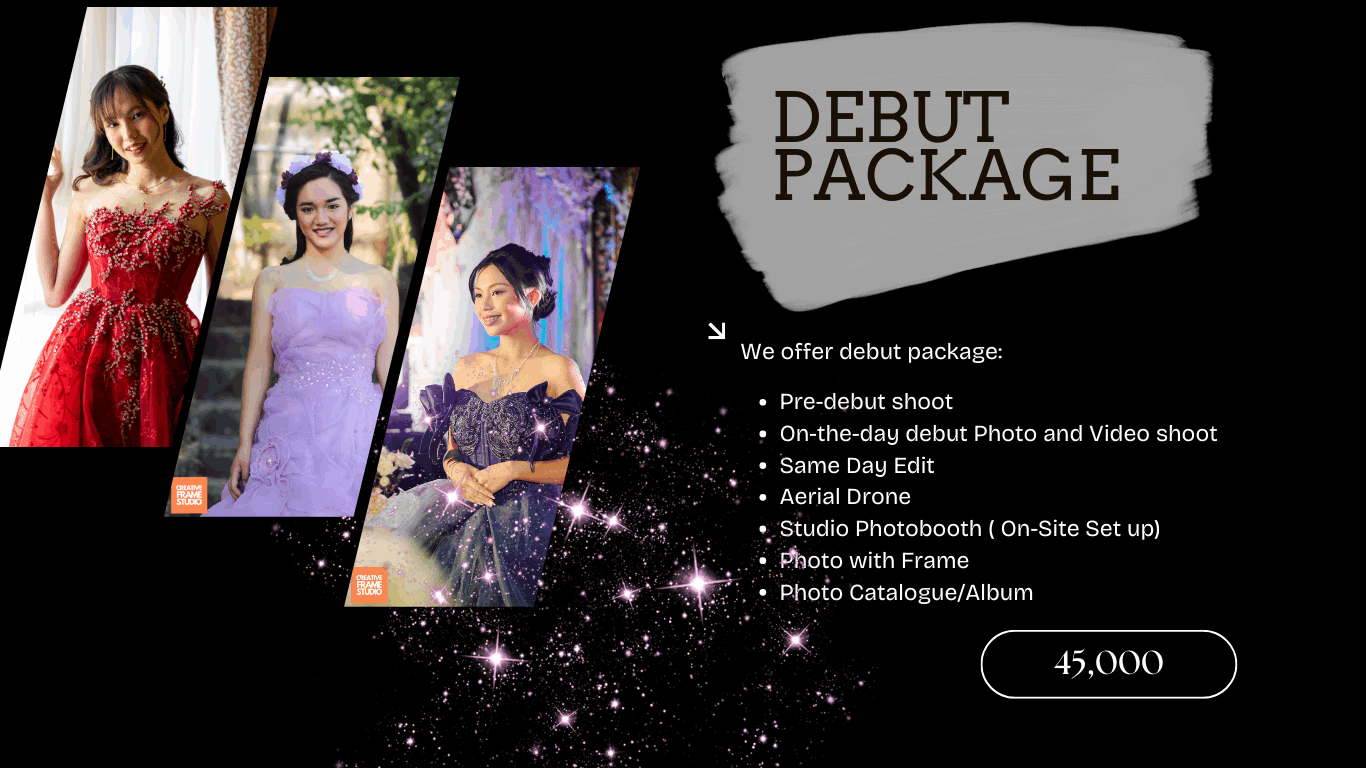 DEBUT
PACKAGE
We offer debut package:
• Pre-debut shoot
• On-the-day debut Photo and Video shoot
• Same Day Edit
• Aerial Drone
• Studio Photobooth ( On-Site Set up)
• Photo with Frame
• Photo Catalogue/Album
45,000
CREATIVE
FRAME
STUDIO
CREATIVE
FRAME
STUDIO